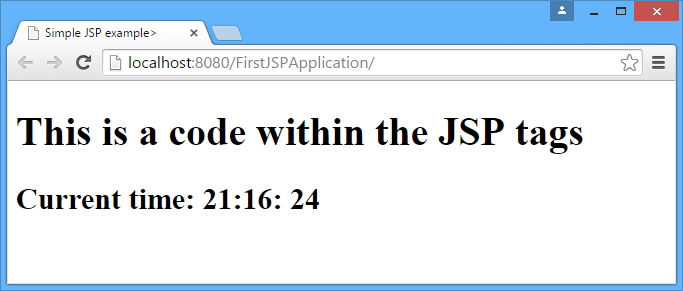 Simple JSP example>
localhost:8080/FirstJSPApplication/
This is a code within the JSP tags
Current time: 21:16: 24